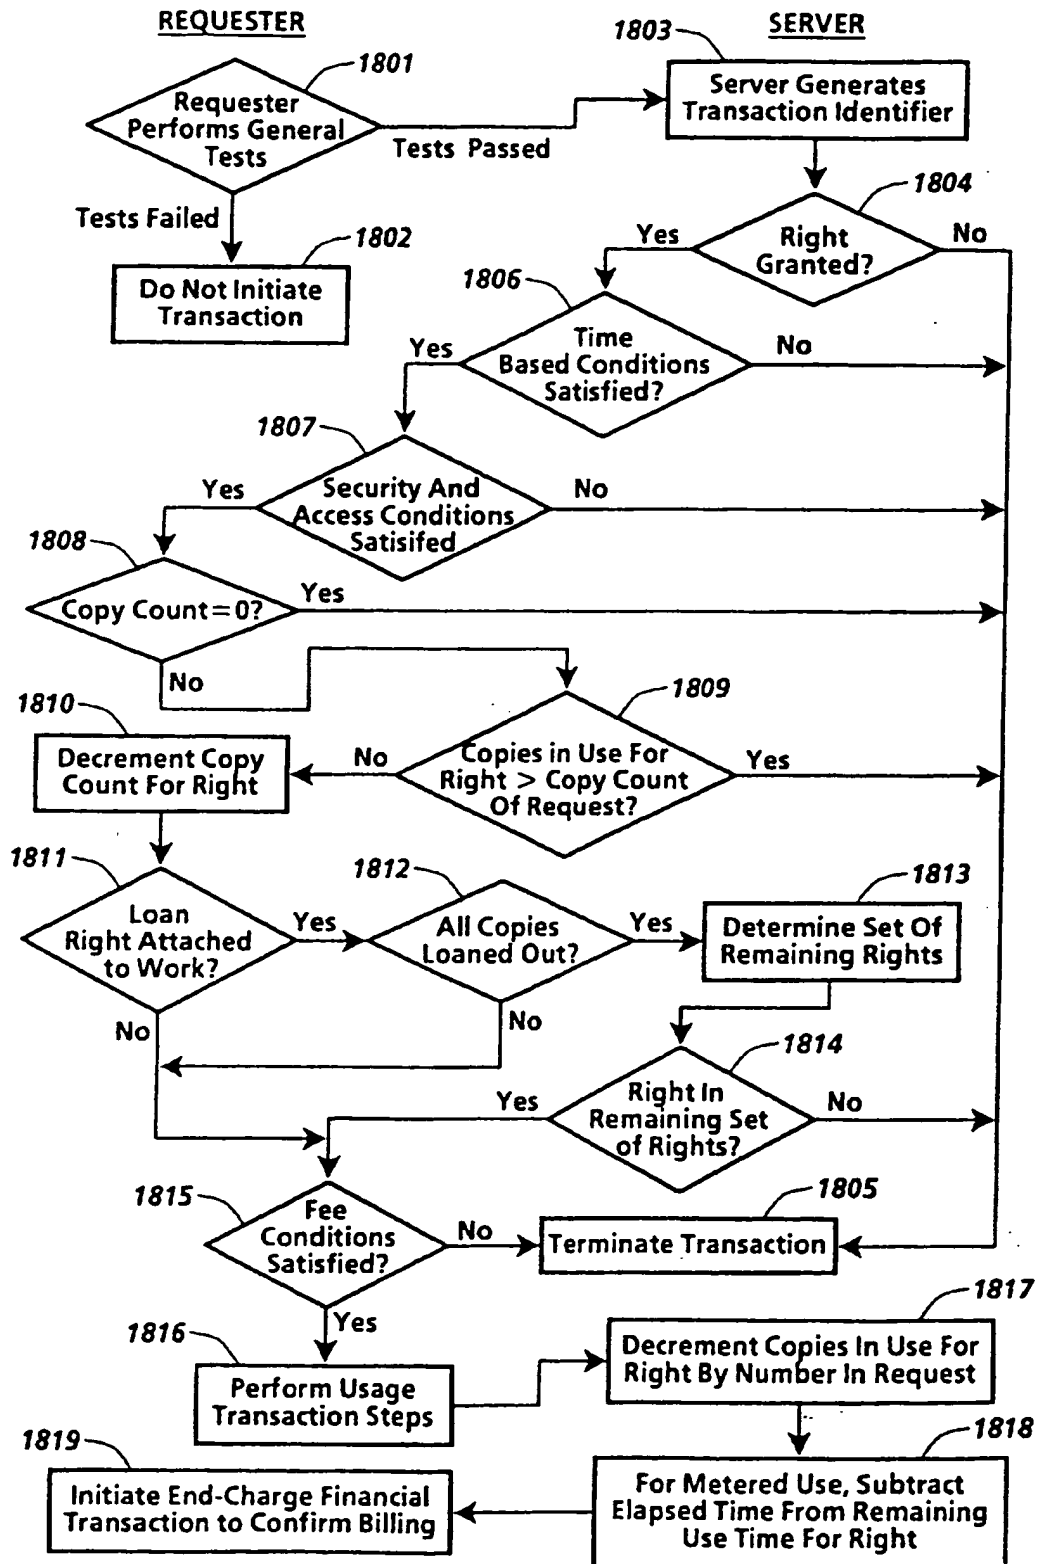 REQUESTER
SERVER
1801
1803
Requester
Performs General
Tests
Tests Passed
Server Generates
Transaction Identifier
Tests Failed
1802
Do Not Initiate
Transaction
1804
Right
Granted?
Yes
No
1806
Time
Based Conditions
Satisfied?
Yes
No
1807
Security And
Access Conditions
Satisifed
Yes
No
1808
Copy Count=0?
Yes
No
1809
Copies in Use For
Right > Copy Count
Of Request?
No
Yes
1810
Decrement Copy
Count For Right
1811
Loan
Right Attached
to Work?
Yes
No
1812
All Copies
Loaned Out?
Yes
No
1813
Determine Set Of
Remaining Rights
1814
Right In
Remaining Set
of Rights?
Yes
No
1815
Fee
Conditions
Satisfied?
No
Yes
1805
Terminate Transaction
1816
Perform Usage
Transaction Steps
1817
Decrement Copies In Use For
Right By Number In Request
1818
For Metered Use, Subtract
Elapsed Time From Remaining
Use Time For Right
1819
Initiate End-Charge Financial
Transaction to Confirm Billing